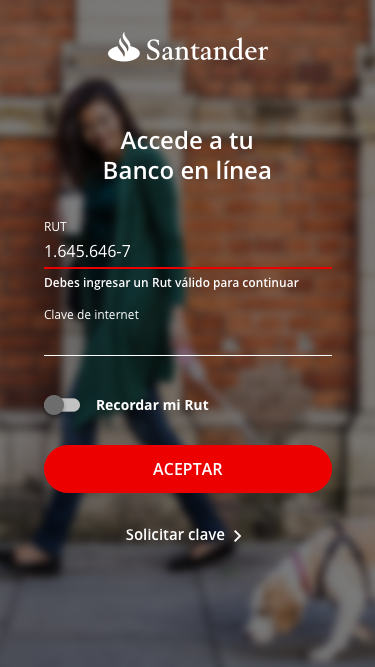 Santander
Accede a tu
Banco en línea
RUT
1.645.646-7
Debes ingresar un Rut válido para continuar
Clave de internet
Recordar mi Rut
ACEPTAR
Solicitar clave